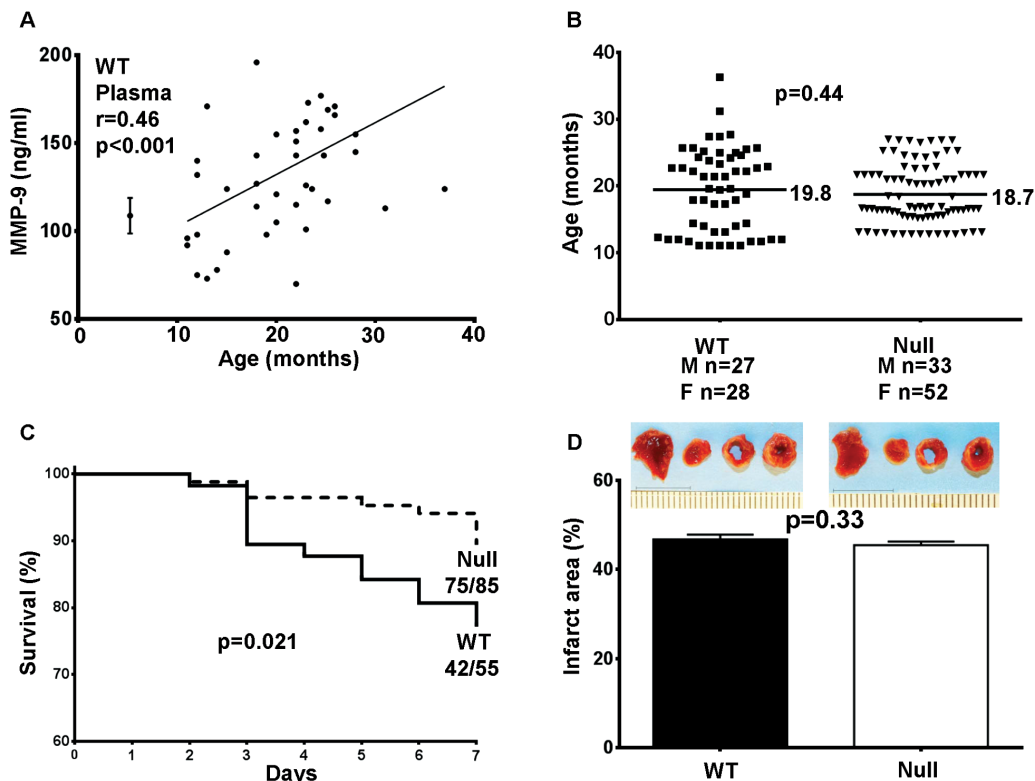 A
200
150
100
50
MMP-9 (ng/ml)
WT
Plasma
r=0.46
p<0.001
0
10
20
30
40
Age (months)
B
40
30
20
10
0
Age (months)
p=0.44
19.8
18.7
WT
M n=27
F n=28
Null
M n=33
F n=52
C
100
90
80
70
60
Survival (%)
Null
75/85
WT
42/55
p=0.021
0
1
2
3
4
5
6
7
Days
D
60
40
20
0
Infarct area (%)
p=0.33
WT
Null